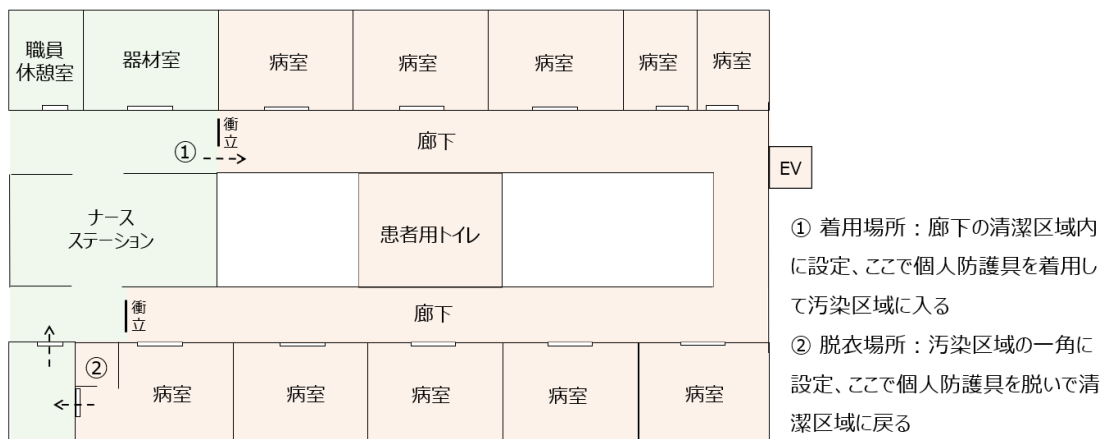 職員
休憩室
器材室
病室
病室
病室
病室
病室
衝
立
①
廊下
EV
ナース
ステーション
患者用トイレ
衝
立
廊下
②
病室
病室
病室
病室
病室
① 着用場所：廊下の清潔区域内
に設定、ここで個人防護具を着用し
て汚染区域に入る
② 脱衣場所：汚染区域の一角に
設定、ここで個人防護具を脱いで清
潔区域に戻る